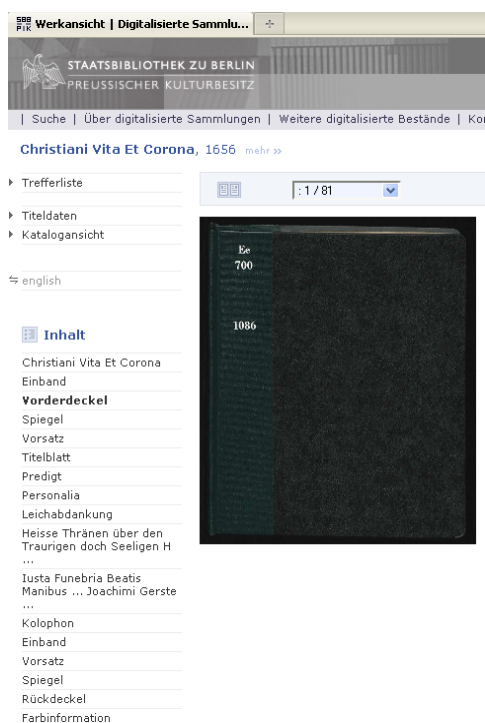 Werkansicht | Digitalisierte Sammlu...
STAATSBIBLIOTHEK ZU BERLIN
PREUSSISCHER KULTURBESITZ
| Suche | Über digitalisierte Sammlungen | Weitere digitalisierte Bestände | Kon
Christiani Vita Et Corona, 1656 mehr »
Trefferliste
Titeldaten
Katalogansicht
english
Inhalt
Christiani Vita Et Corona
Einband
Vorderdeckel
Spiegel
Vorsatz
Titelblatt
Predigt
Personalia
Leichabdankung
Heisse Thränen über den
Traurigen doch Seeligen H
...
Iusta Funebria Beatis
Manibus ... Joachimi Gerste
...
Kolophon
Einband
Vorsatz
Spiegel
Rückdeckel
Farbinformation
: 1 / 81
Ee
700
1086